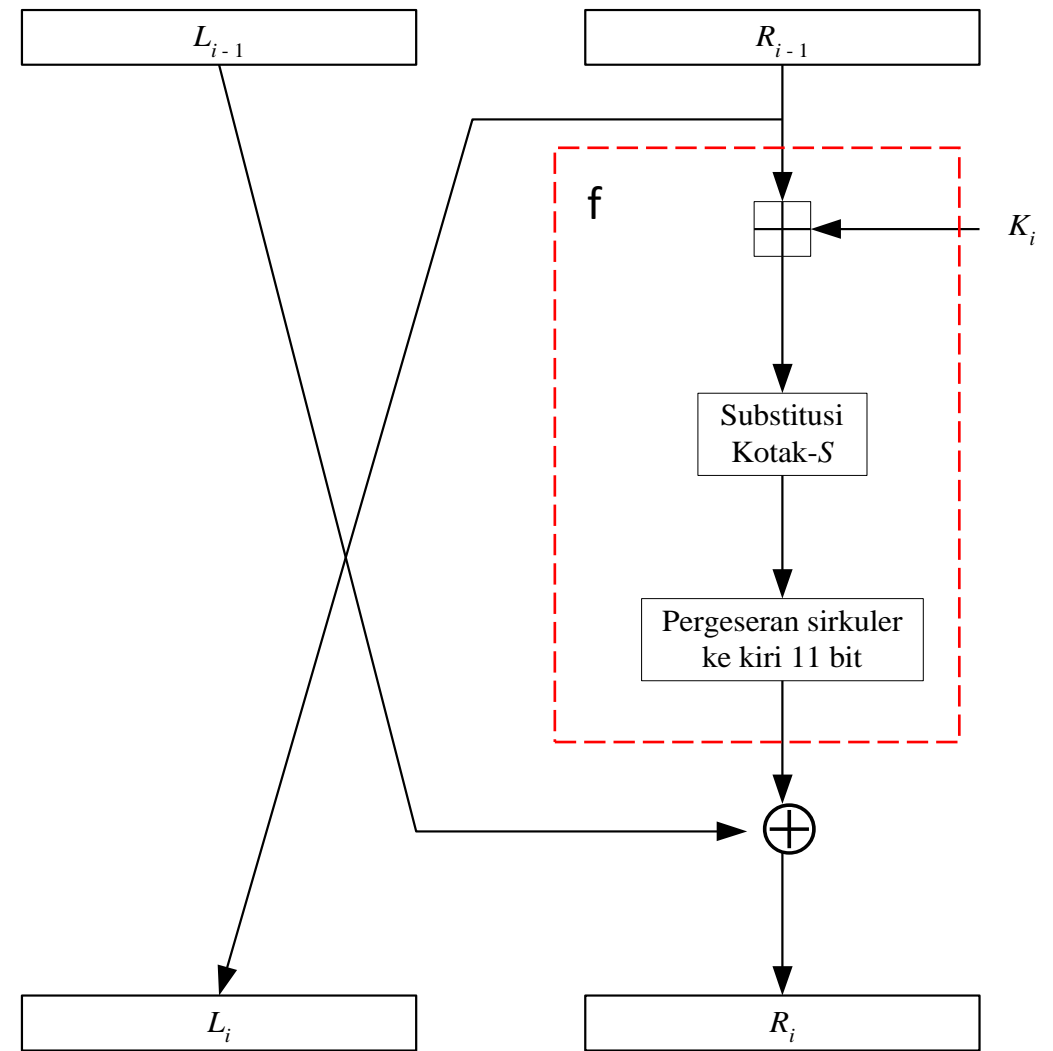 L_{i - 1}
R_{i - 1}
f
K_i
Substitusi
Kotak-S
Pergeseran sirkuler
ke kiri 11 bit
L_i
R_i